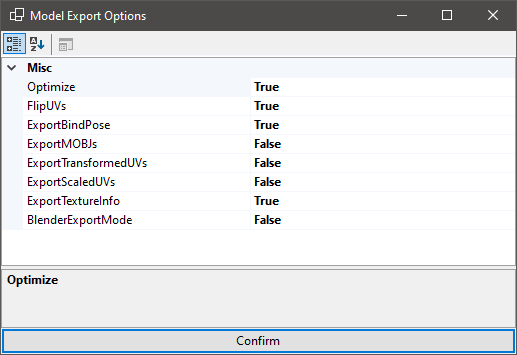 Model Export Options
Misc
Optimize True
FlipUVs True
ExportBindPose True
ExportMOBJs False
ExportTransformedUVs False
ExportScaledUVs False
ExportTextureInfo True
BlenderExportMode False
Optimize
Confirm